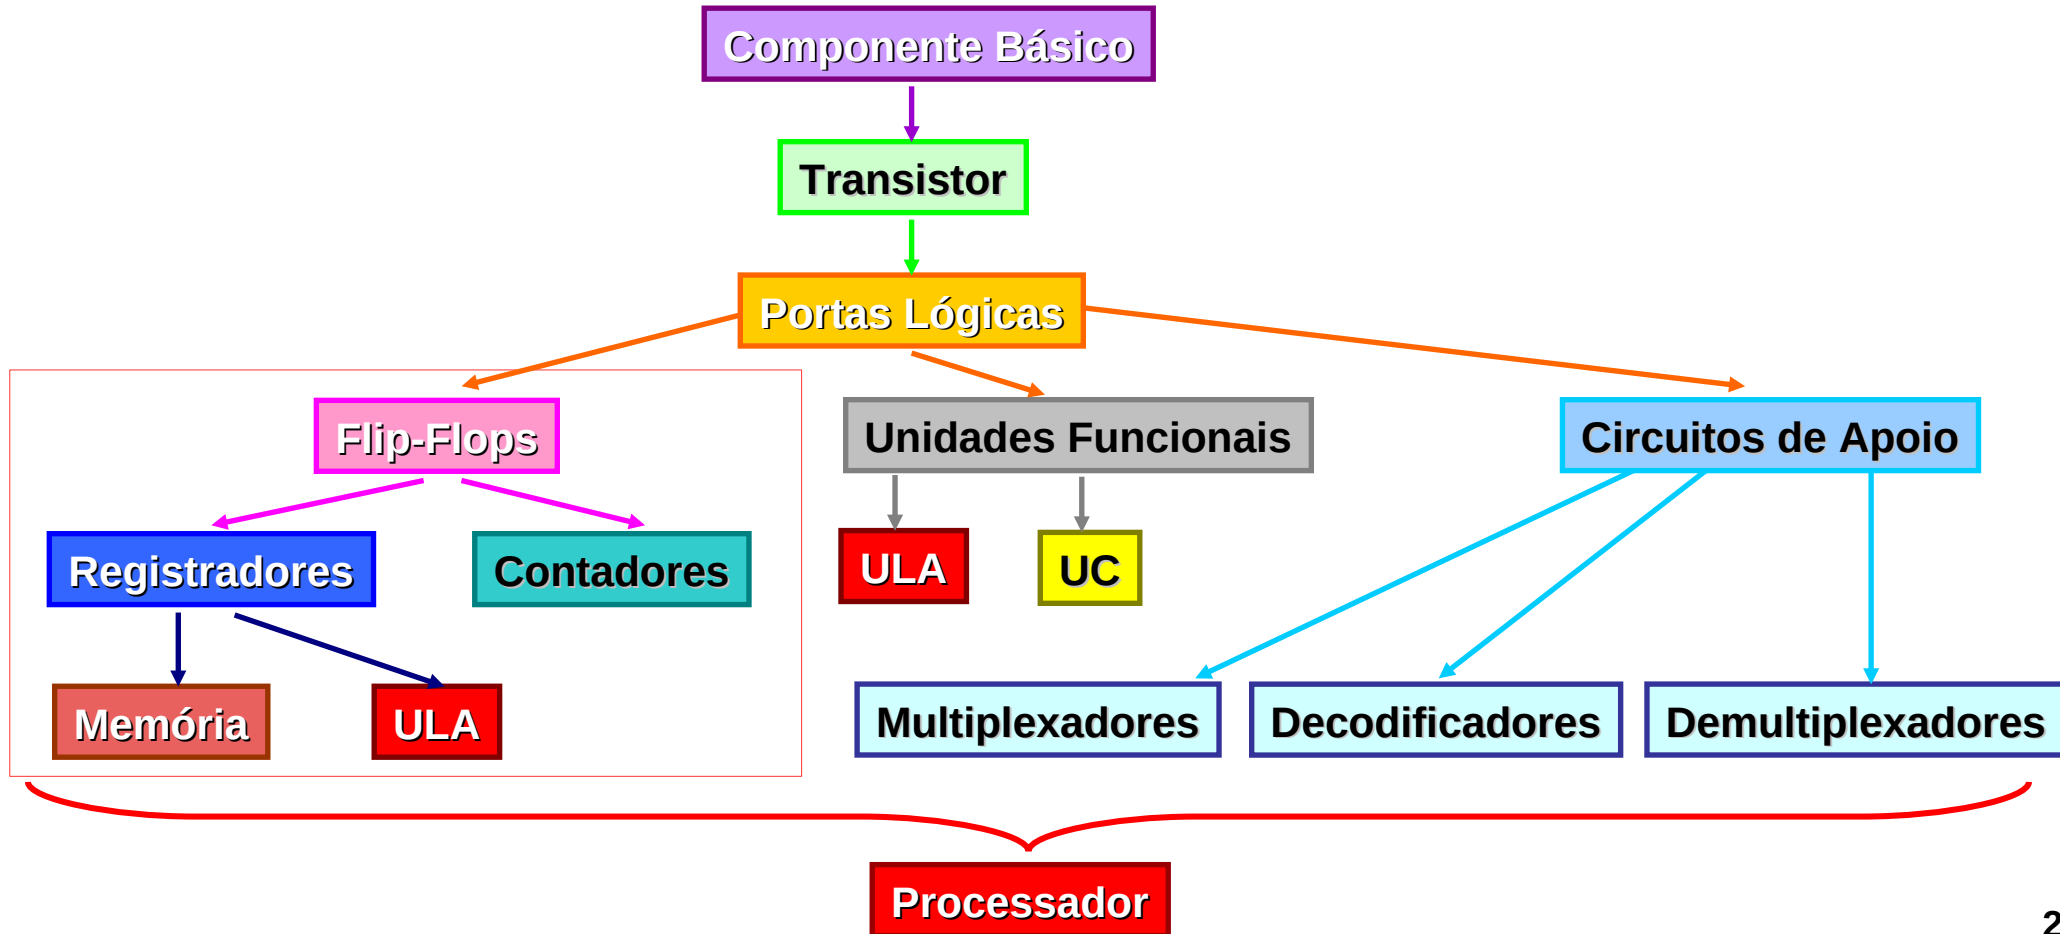 Componente Básico
Transistor
Portas Lógicas
Flip-Flops
Unidades Funcionais
Circuitos de Apoio
Registradores
Contadores
ULA
UC
Memória
ULA
Multiplexadores
Decodificadores
Demultiplexadores
Processador
2